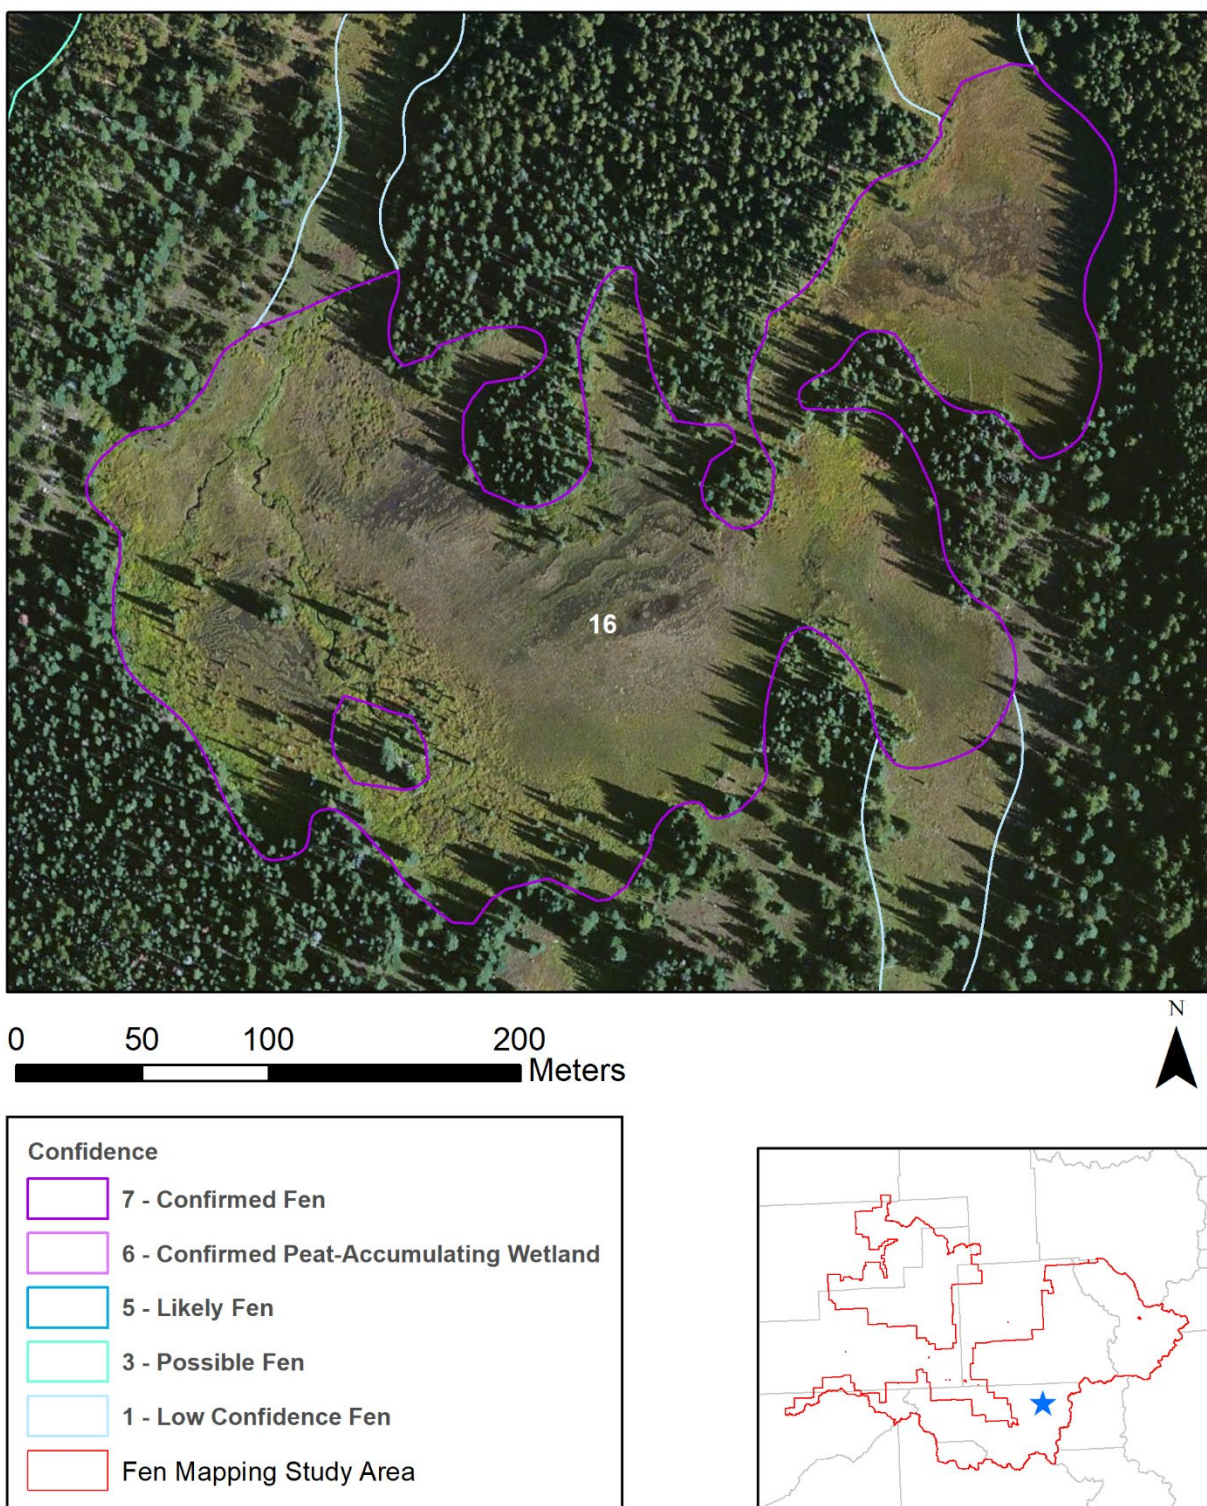 16
0 50 100 200
Meters
N
Confidence
7 - Confirmed Fen
6 - Confirmed Peat-Accumulating Wetland
5 - Likely Fen
3 - Possible Fen
1 - Low Confidence Fen
Fen Mapping Study Area